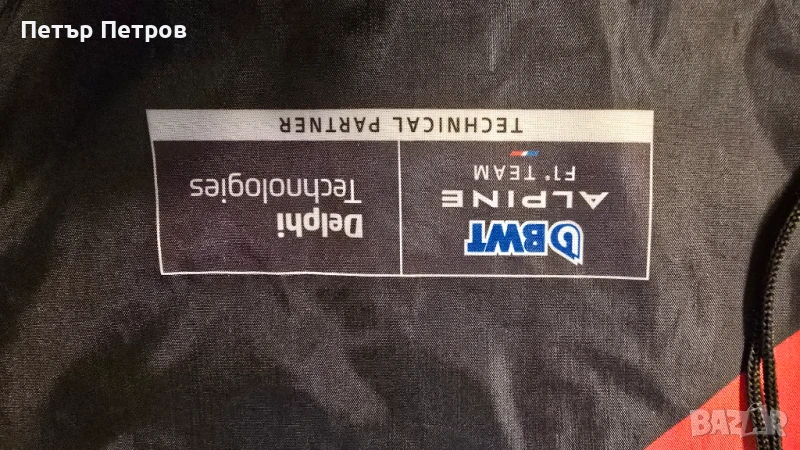 Петър Петров
BWT
ALPINE
F1® TEAM
Delphi
Technologies
TECHNICAL PARTNER
BAZAR